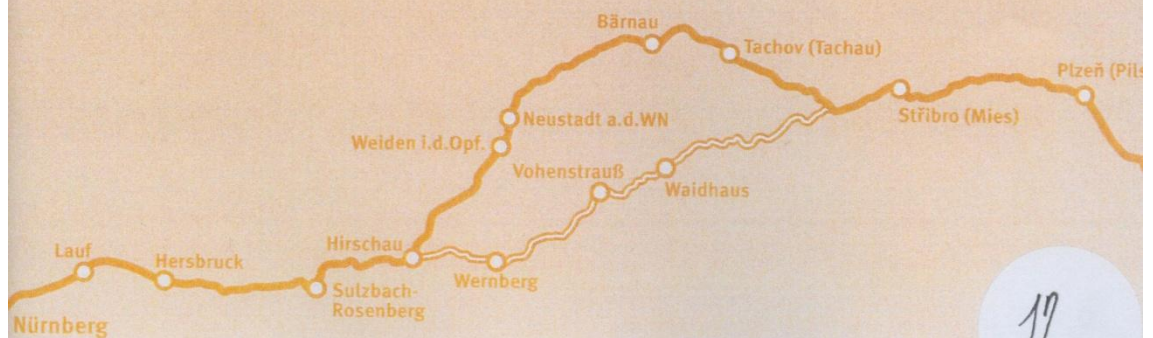 Bärnau
Tachov (Tachau)
Plzeň (Pils
Stříbro (Mies)
Neustadt a.d.WN
Weiden i.d.Opf.
Vohenstrauß
Waidhaus
Hirschau
Wernberg
Lauf
Hersbruck
Sulzbach-
Rosenberg
Nürnberg
17